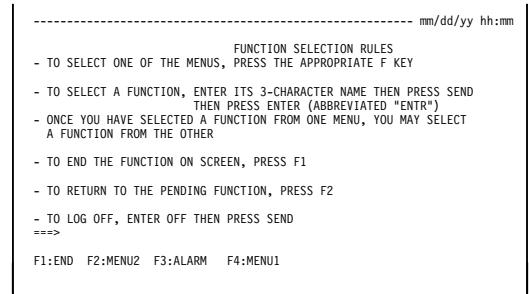 ------------------------------------------------------- mm/dd/yy hh:mm
FUNCTION SELECTION RULES
- TO SELECT ONE OF THE MENUS, PRESS THE APPROPRIATE F KEY
- TO SELECT A FUNCTION, ENTER ITS 3-CHARACTER NAME THEN PRESS SEND
THEN PRESS ENTER (ABBREVIATED "ENTR")
- ONCE YOU HAVE SELECTED A FUNCTION FROM ONE MENU, YOU MAY SELECT
A FUNCTION FROM THE OTHER
- TO END THE FUNCTION ON SCREEN, PRESS F1
- TO RETURN TO THE PENDING FUNCTION, PRESS F2
- TO LOG OFF, ENTER OFF THEN PRESS SEND
===>
F1:END F2:MENU2 F3:ALARM F4:MENU1